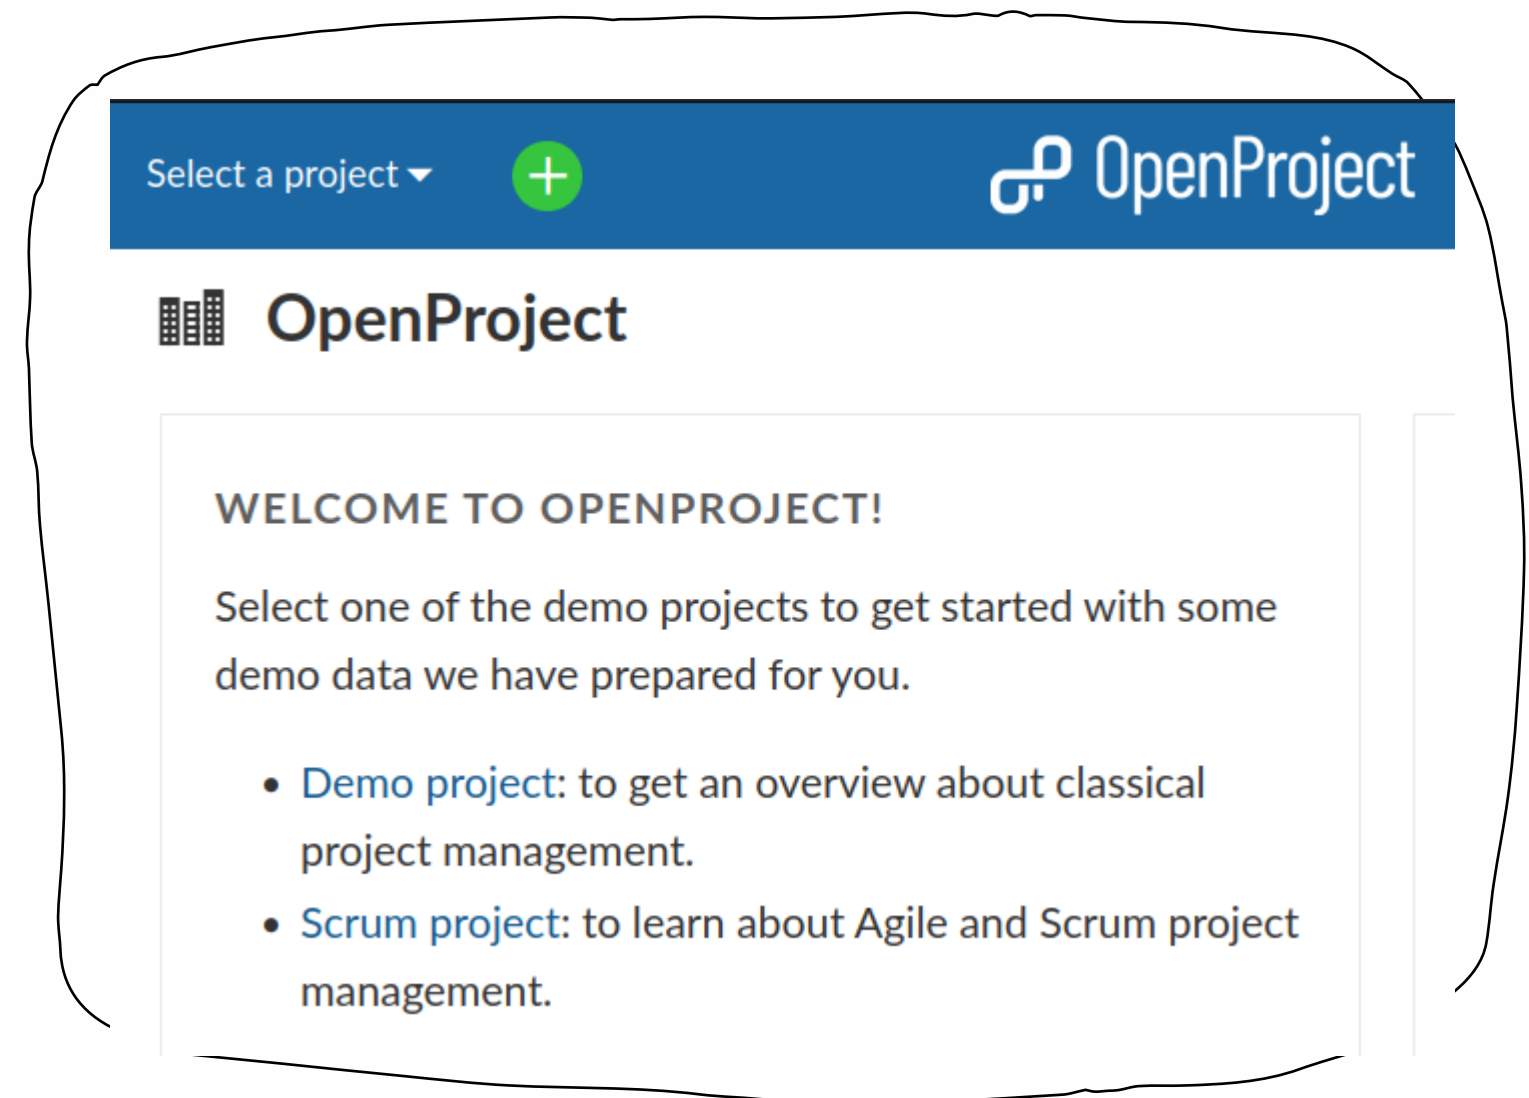 Select a project
OpenProject
OpenProject
WELCOME TO OPENPROJECT!
Select one of the demo projects to get started with some
demo data we have prepared for you.
• Demo project: to get an overview about classical
project management.
• Scrum project: to learn about Agile and Scrum project
management.